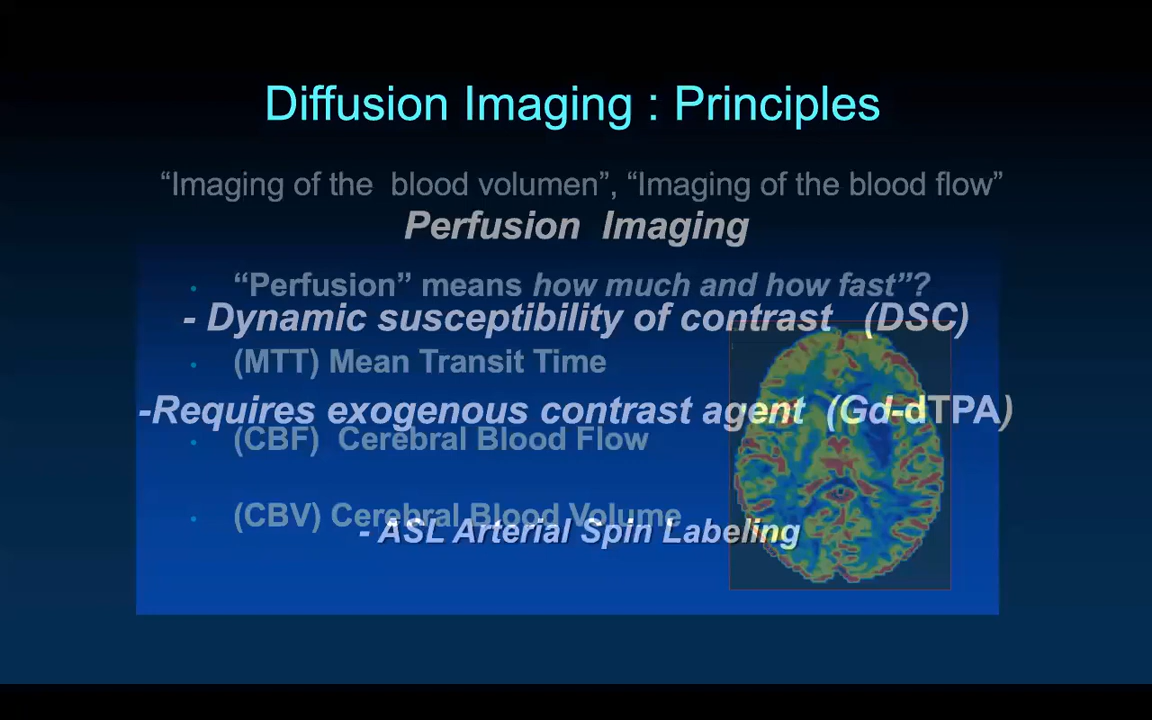 Diffusion Imaging : Principles
“Imaging of the blood volumen”, “Imaging of the blood flow”
Perfusion Imaging
• “Perfusion” means how much and how fast”?
- Dynamic susceptibility of contrast (DSC)
• (MTT) Mean Transit Time
-Requires exogenous contrast agent (Gd-dTPA)
• (CBF) Cerebral Blood Flow
• (CBV) Cerebral Blood Volume
- ASL Arterial Spin Labeling